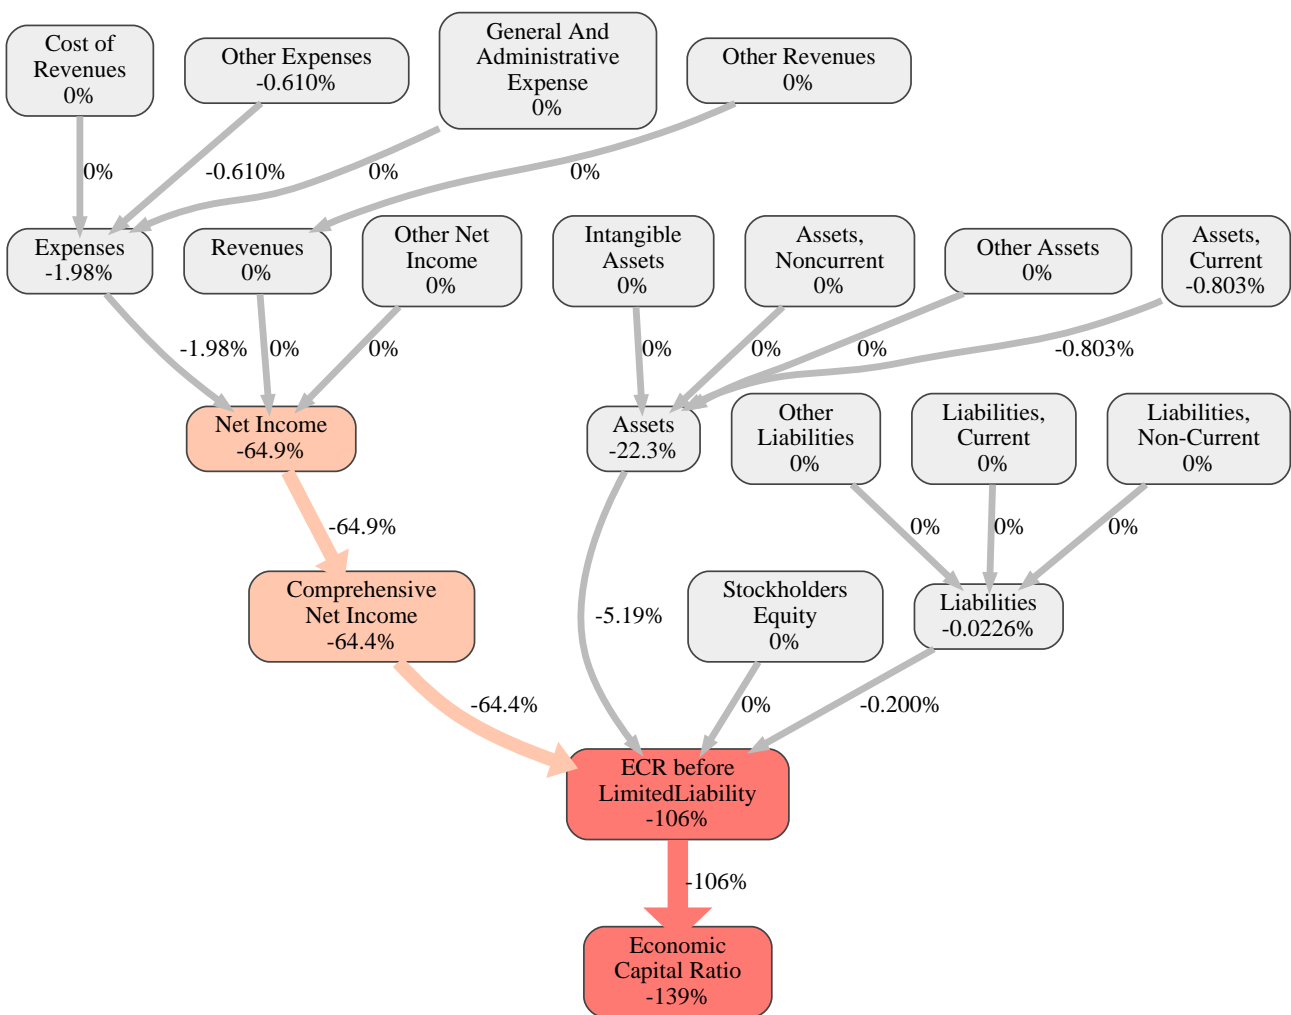 Cost of
Revenues
0%
Other Expenses
-0.610%
General And
Administrative
Expense
0%
Other Revenues
0%
0%
-0.610%
0%
0%
Expenses
-1.98%
Revenues
0%
Other Net
Income
0%
Intangible
Assets
0%
Assets,
Noncurrent
0%
Other Assets
0%
Assets,
Current
-0.803%
-1.98%
0%
0%
0%
0%
0%
-0.803%
Net Income
-64.9%
Assets
-22.3%
Other
Liabilities
0%
Liabilities,
Current
0%
Liabilities,
Non-Current
0%
-64.9%
0%
0%
0%
Comprehensive
Net Income
-64.4%
-5.19%
Stockholders
Equity
0%
Liabilities
-0.0226%
-64.4%
0%
-0.200%
ECR before
LimitedLiability
-106%
-106%
Economic
Capital Ratio
-139%